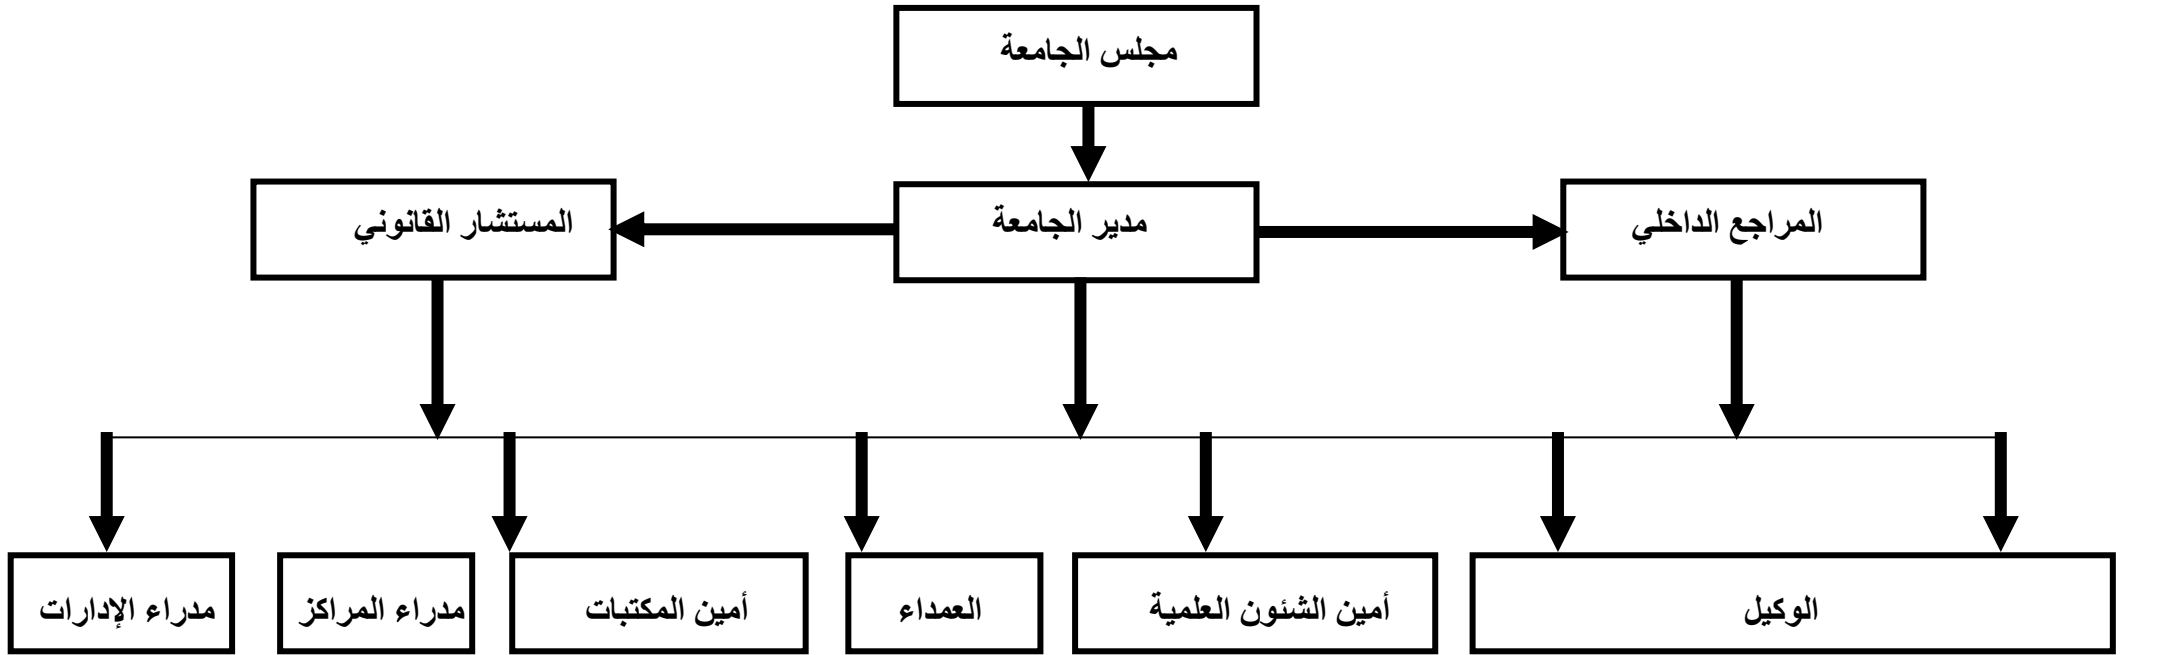 مجلس الجامعة
المراجع الداخلي
مدير الجامعة
المستشار القانوني
الوكيل
أمين الشئون العلمية
العمداء
أمين المكتبات
مدراء المراكز
مدراء الإدارات